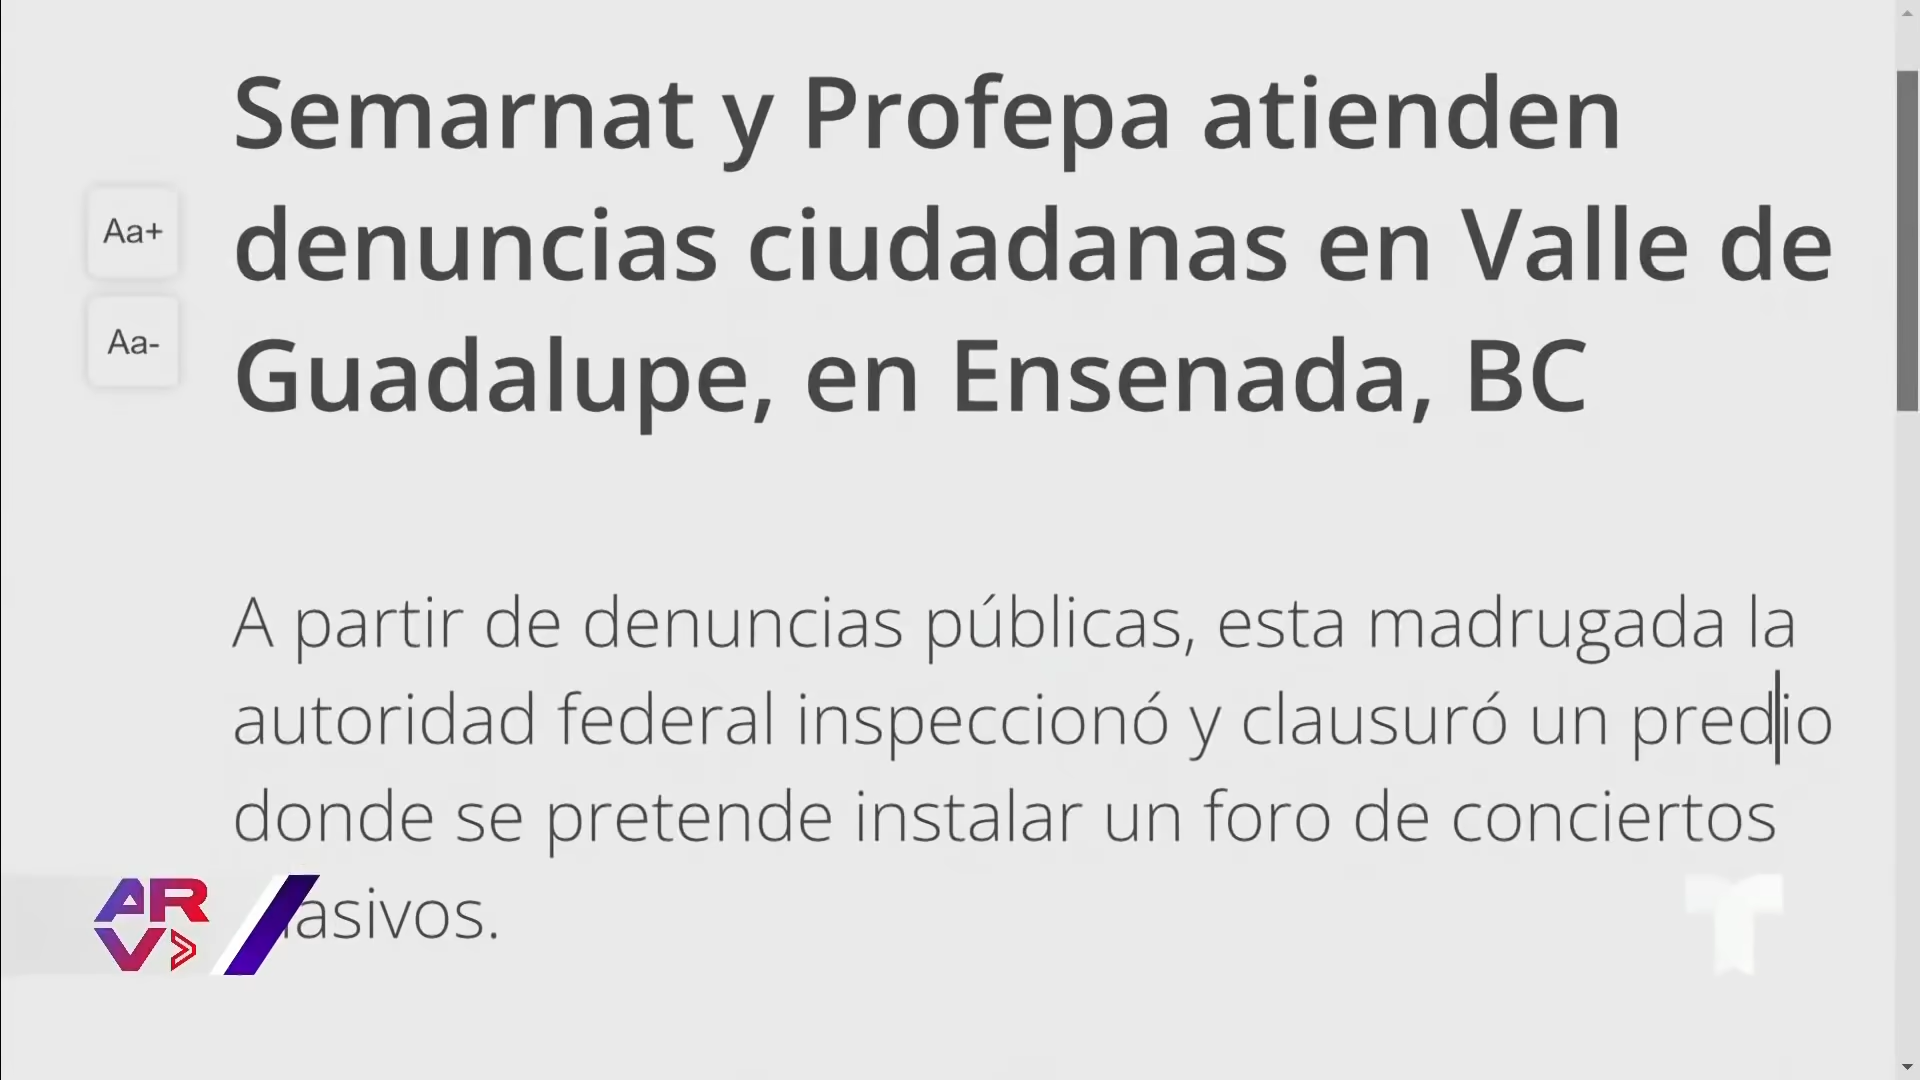 Semarnat y Profepa atienden
denuncias ciudadanas en Valle de
Guadalupe, en Ensenada, BC
Aa+
Aa-
A partir de denuncias públicas, esta madrugada la
autoridad federal inspeccionó y clausuró un predio
donde se pretende instalar un foro de conciertos
asivos.
ARV